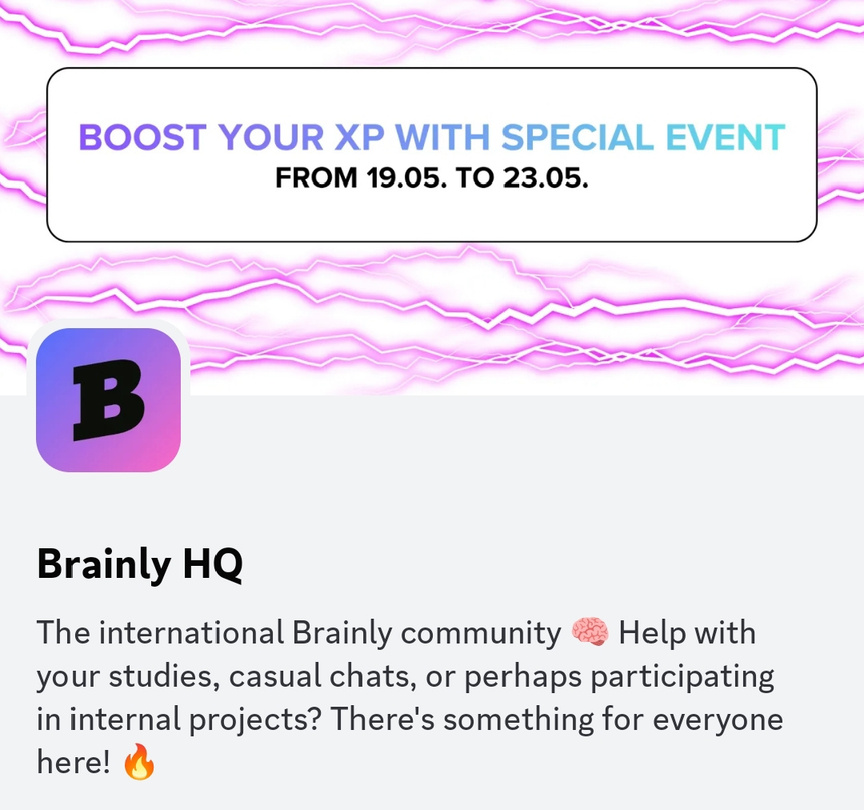 BOOST YOUR XP WITH SPECIAL EVENT
FROM 19.05. TO 23.05.
B
Brainly HQ
The international Brainly community 🧠 Help with
your studies, casual chats, or perhaps participating
in internal projects? There's something for everyone
here! 🔥